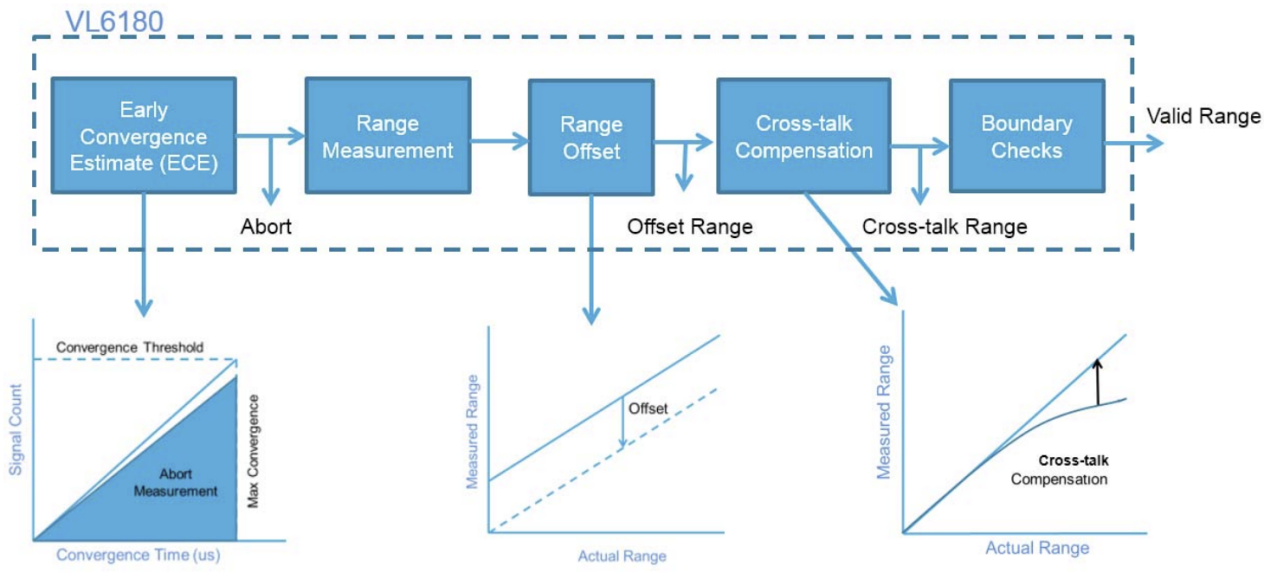 VL6180
Early
Convergence
Estimate (ECE)
Range
Measurement
Range
Offset
Cross-talk
Compensation
Boundary
Checks
Valid Range
Abort
Offset Range
Cross-talk Range
Convergence Threshold
Signal Count
Abort
Measurement
Max Convergence
Convergence Time (us)
Measured Range
Offset
Actual Range
Measured Range
Cross-talk
Compensation
Actual Range